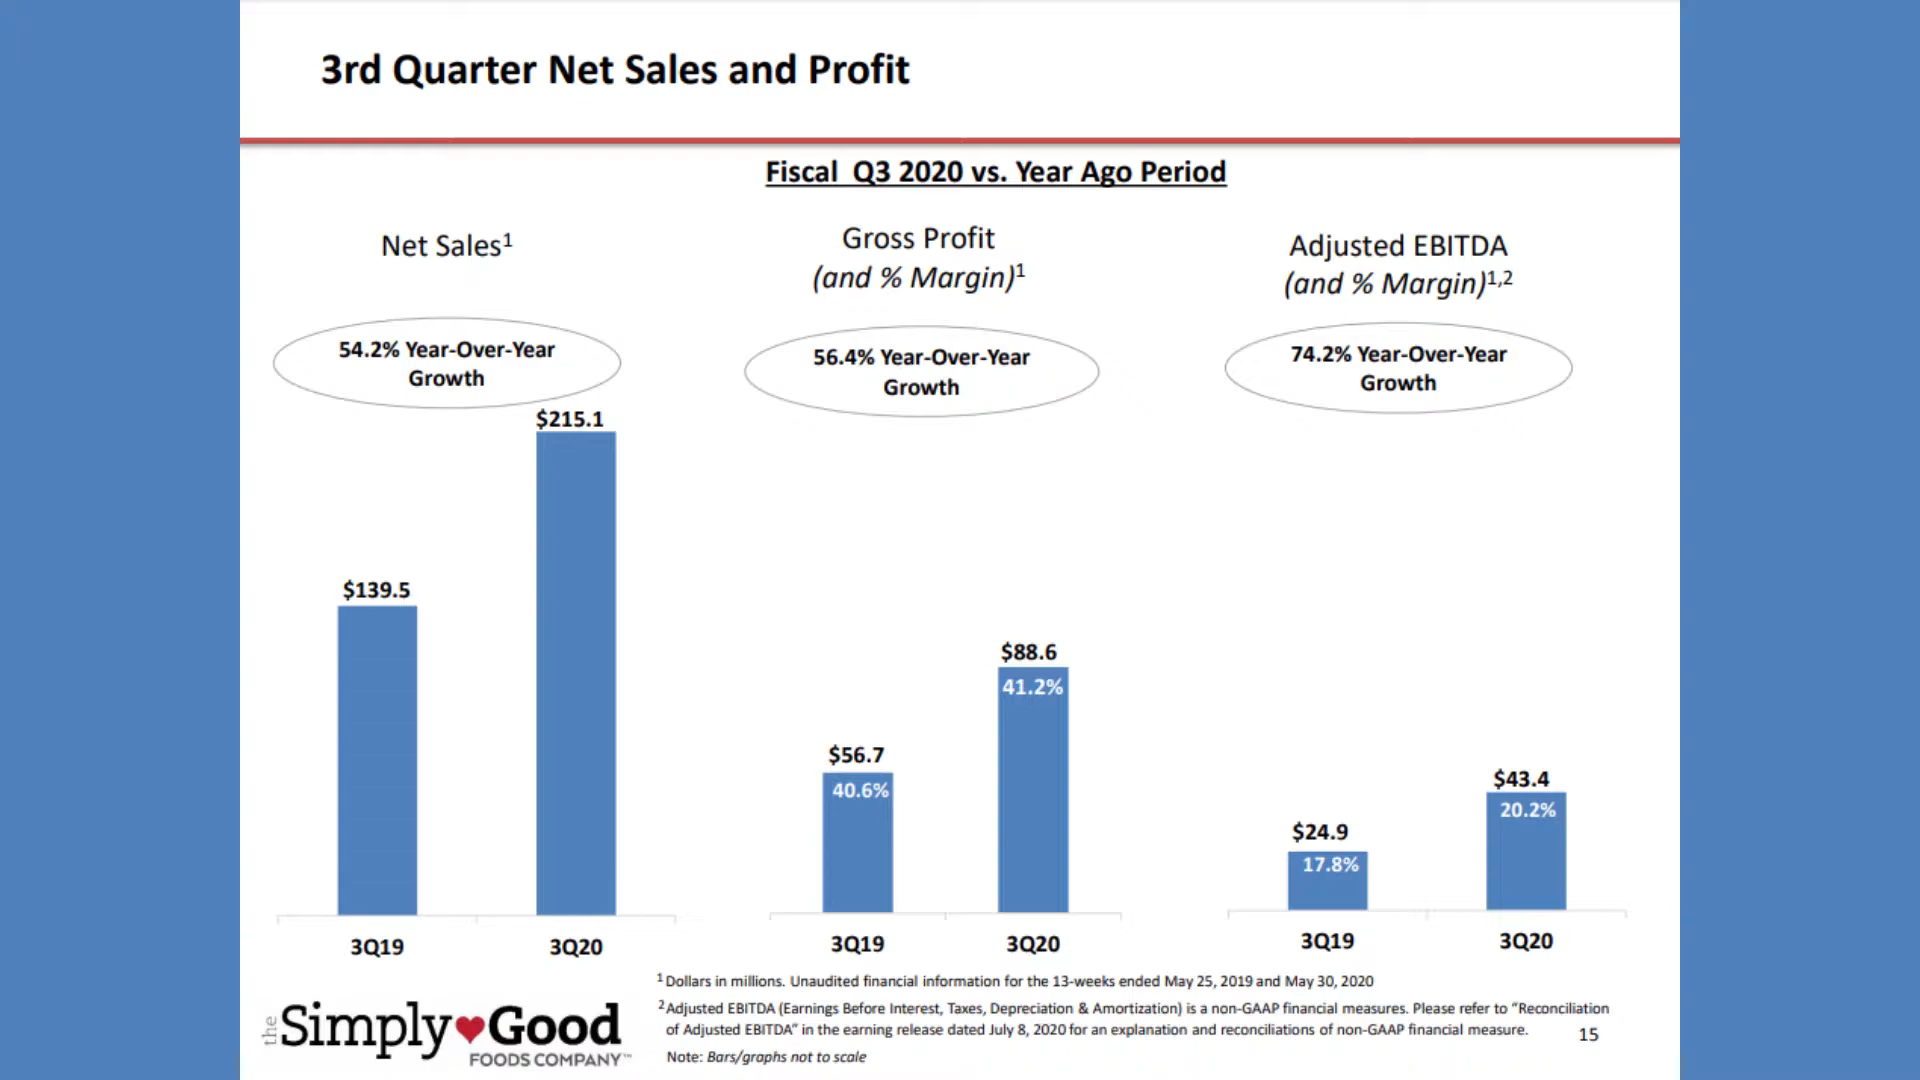 3rd Quarter Net Sales and Profit
Fiscal Q3 2020 vs. Year Ago Period
Net Sales¹
54.2% Year-Over-Year
Growth
$215.1
$139.5
3Q19
3Q20
Gross Profit
(and % Margin)¹
56.4% Year-Over-Year
Growth
$88.6
41.2%
$56.7
40.6%
3Q19
3Q20
Adjusted EBITDA
(and % Margin)¹,²
74.2% Year-Over-Year
Growth
$43.4
20.2%
$24.9
17.8%
3Q19
3Q20
¹ Dollars in millions. Unaudited financial information for the 13-weeks ended May 25, 2019 and May 30, 2020
² Adjusted EBITDA (Earnings Before Interest, Taxes, Depreciation & Amortization) is a non-GAAP financial measures. Please refer to “Reconciliation
of Adjusted EBITDA” in the earning release dated July 8, 2020 for an explanation and reconciliations of non-GAAP financial measure.
Note: Bars/graphs not to scale
the Simply Good
FOODS COMPANY™
15